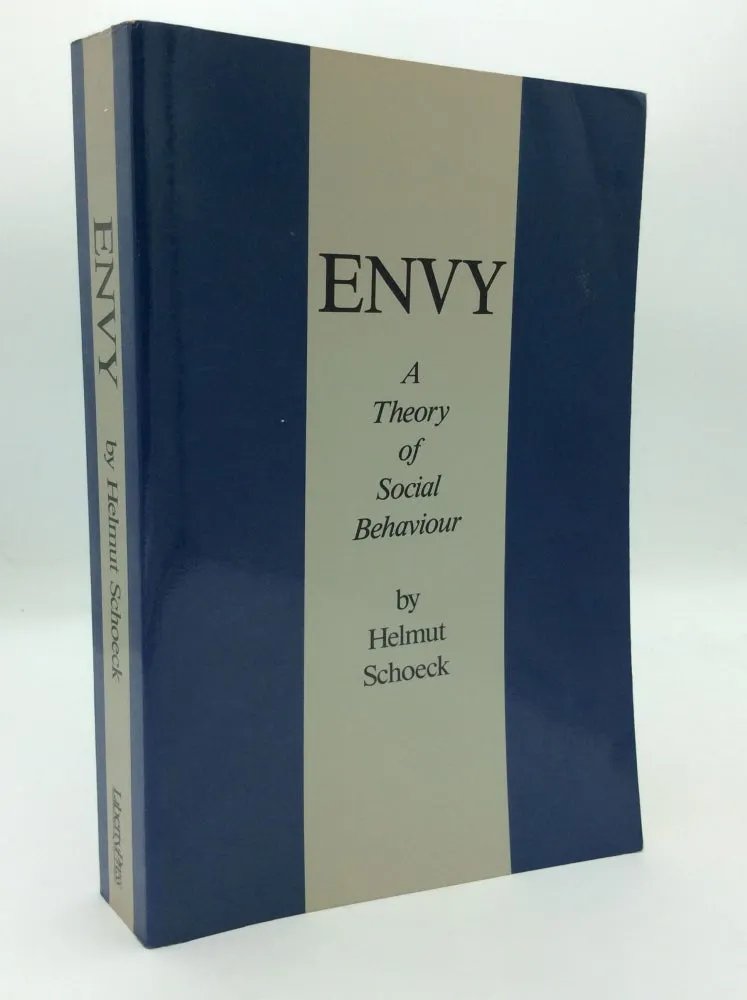 ENVY
A
Theory
of
Social
Behaviour
by
Helmut
Schoeck
ENVY by Helmut Schoeck LibertyPress